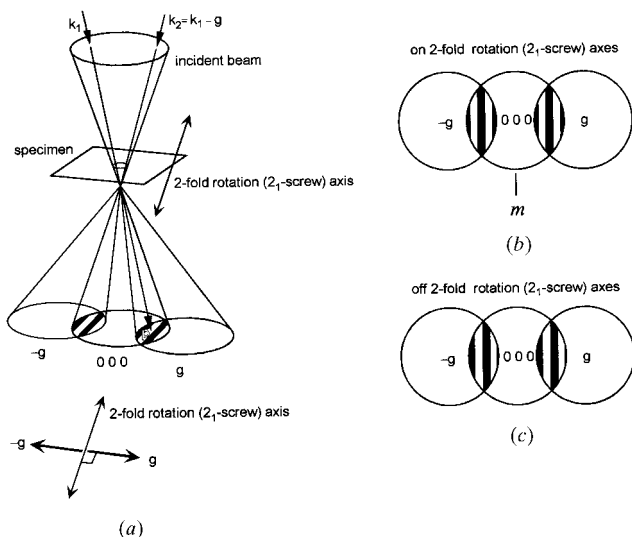 k₁
k₂=k₁−g
incident beam
specimen
2-fold rotation (2₁-screw) axis
−g
0 0 0
g
2-fold rotation (2₁-screw) axis
−g
g
(a)
on 2-fold rotation (2₁-screw) axes
−g
0 0 0
g
m
(b)
off 2-fold rotation (2₁-screw) axes
−g
0 0 0
g
(c)